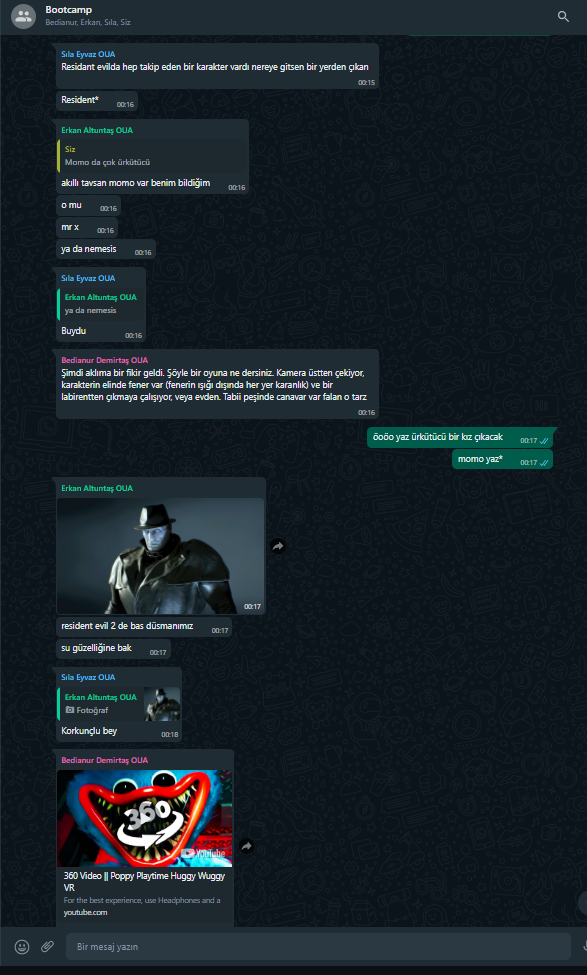 Bootcamp
Bedianur, Erkan, Sıla, Siz
Sıla Eyvaz OUA
Residant evilda hep takip eden bir karakter vardı nereye gitsen bir yerden çıkan
00:15
Resident*
00:16
Erkan Altuntaş OUA
Siz
Momo da çok ürkütücü
akıllı tavsan momo var benim bildiğim
00:16
o mu
00:16
mr x
00:16
ya da nemesis
00:16
Sıla Eyvaz OUA
Erkan Altuntaş OUA
ya da nemesis
Buydu
00:16
Bedianur Demirtaş OUA
Şimdi aklıma bir fikir geldi. Şöyle bir oyuna ne dersiniz. Kamera üstten çekiyor,
karakterin elinde fener var (fenerin ışığı dışında her yer karanlık) ve bir
labirentten çıkmaya çalışıyor, veya evden. Tabii peşinde canavar var falan o tarz
00:16
öoöo yaz ürkütücü bir kız çıkacak
00:17
momo yaz*
00:17
Erkan Altuntaş OUA
00:17
resident evil 2 de bas düsmanımız
00:17
su güzelliğine bak
00:17
Sıla Eyvaz OUA
Erkan Altuntaş OUA
Fotoğraf
Korkunçlu bey
00:18
Bedianur Demirtaş OUA
360
YouTube
360 Video || Poppy Playtime Huggy Wuggy
VR
For the best experience, use Headphones and a
youtube.com
Bir mesaj yazın